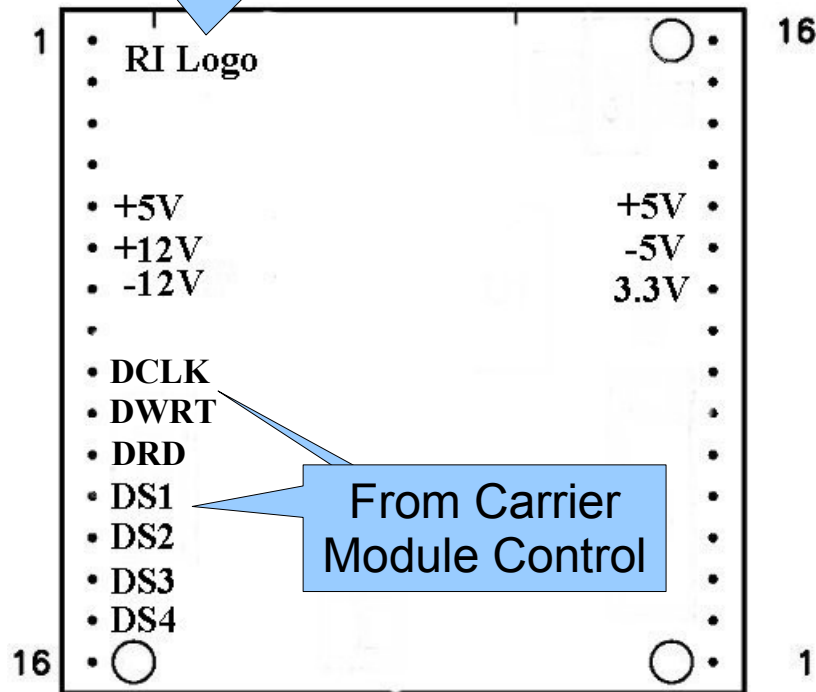 1 16
RI Logo
+5V +5V
+12V -5V
-12V 3.3V
DCLK
DWRT
DRD
DS1
DS2
DS3
DS4
From Carrier
Module Control
16 1